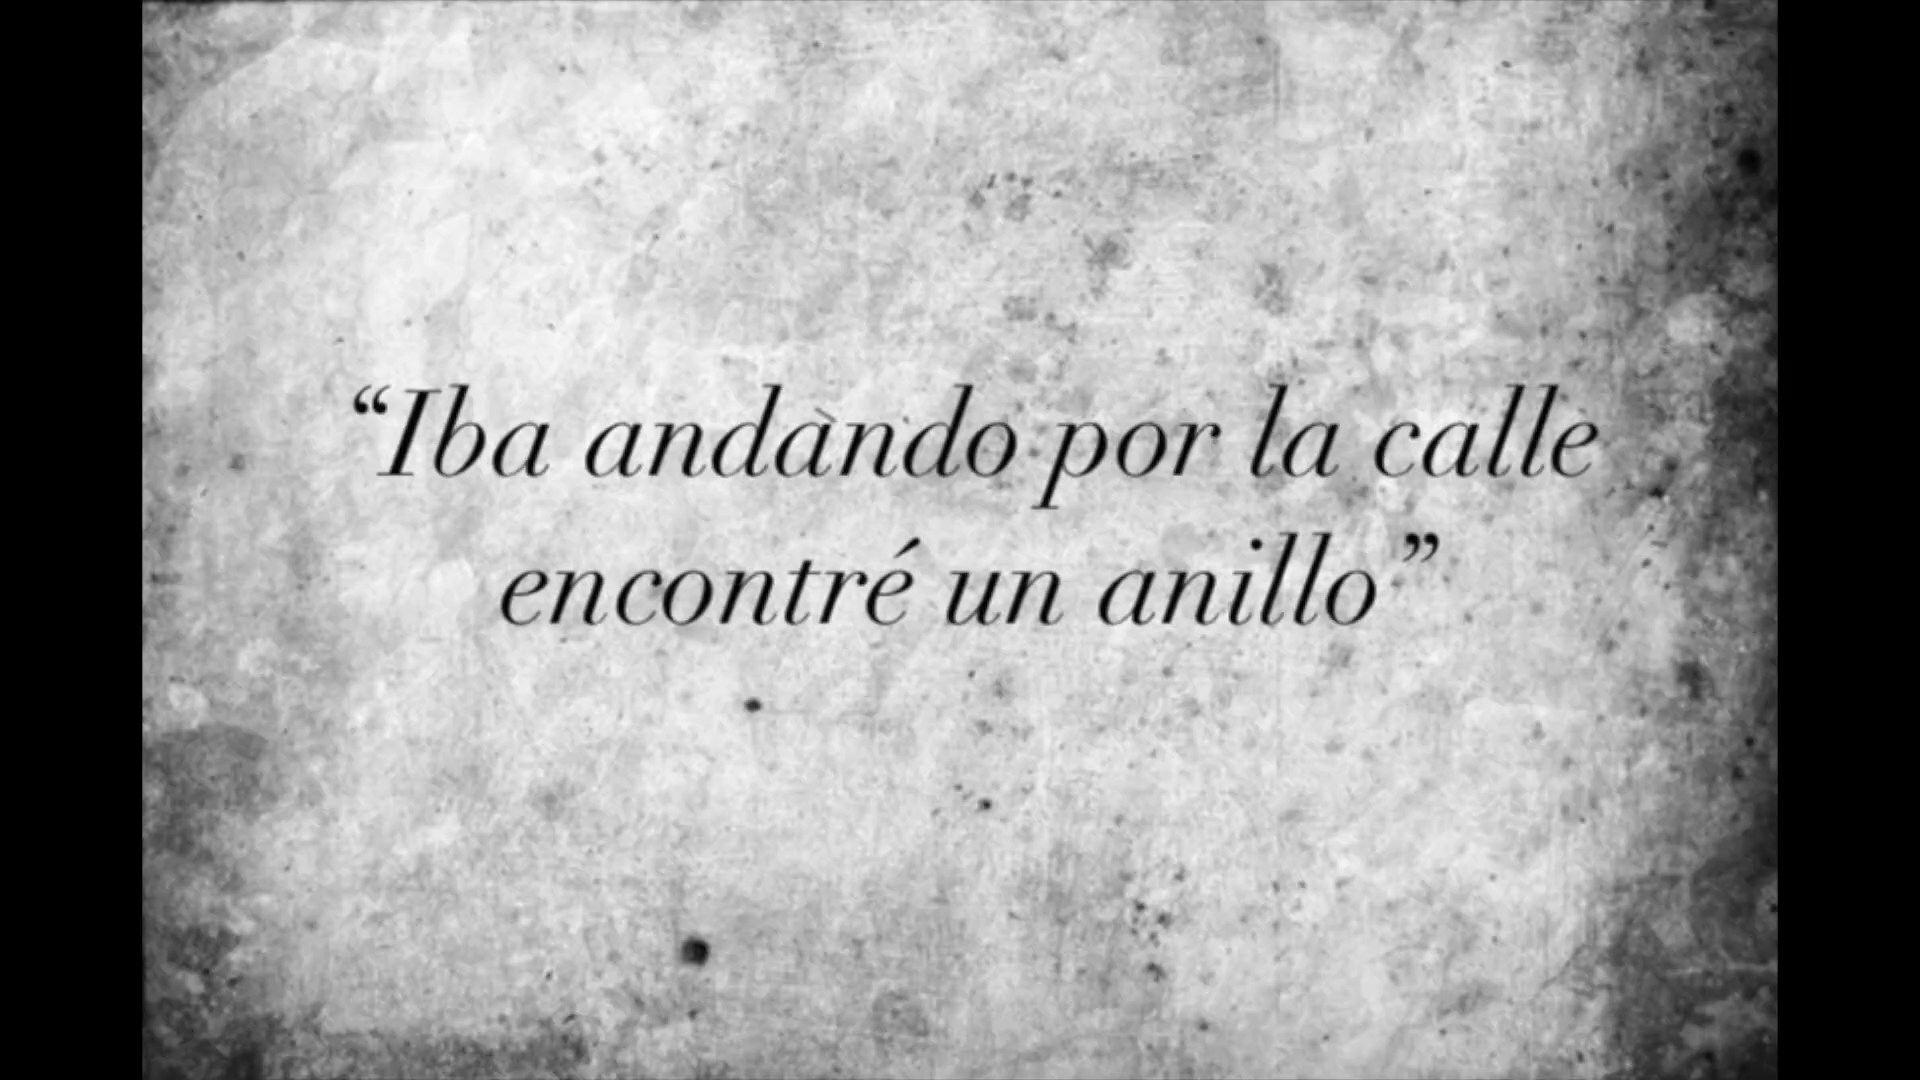 “Iba andando por la calle
encontré un anillo”